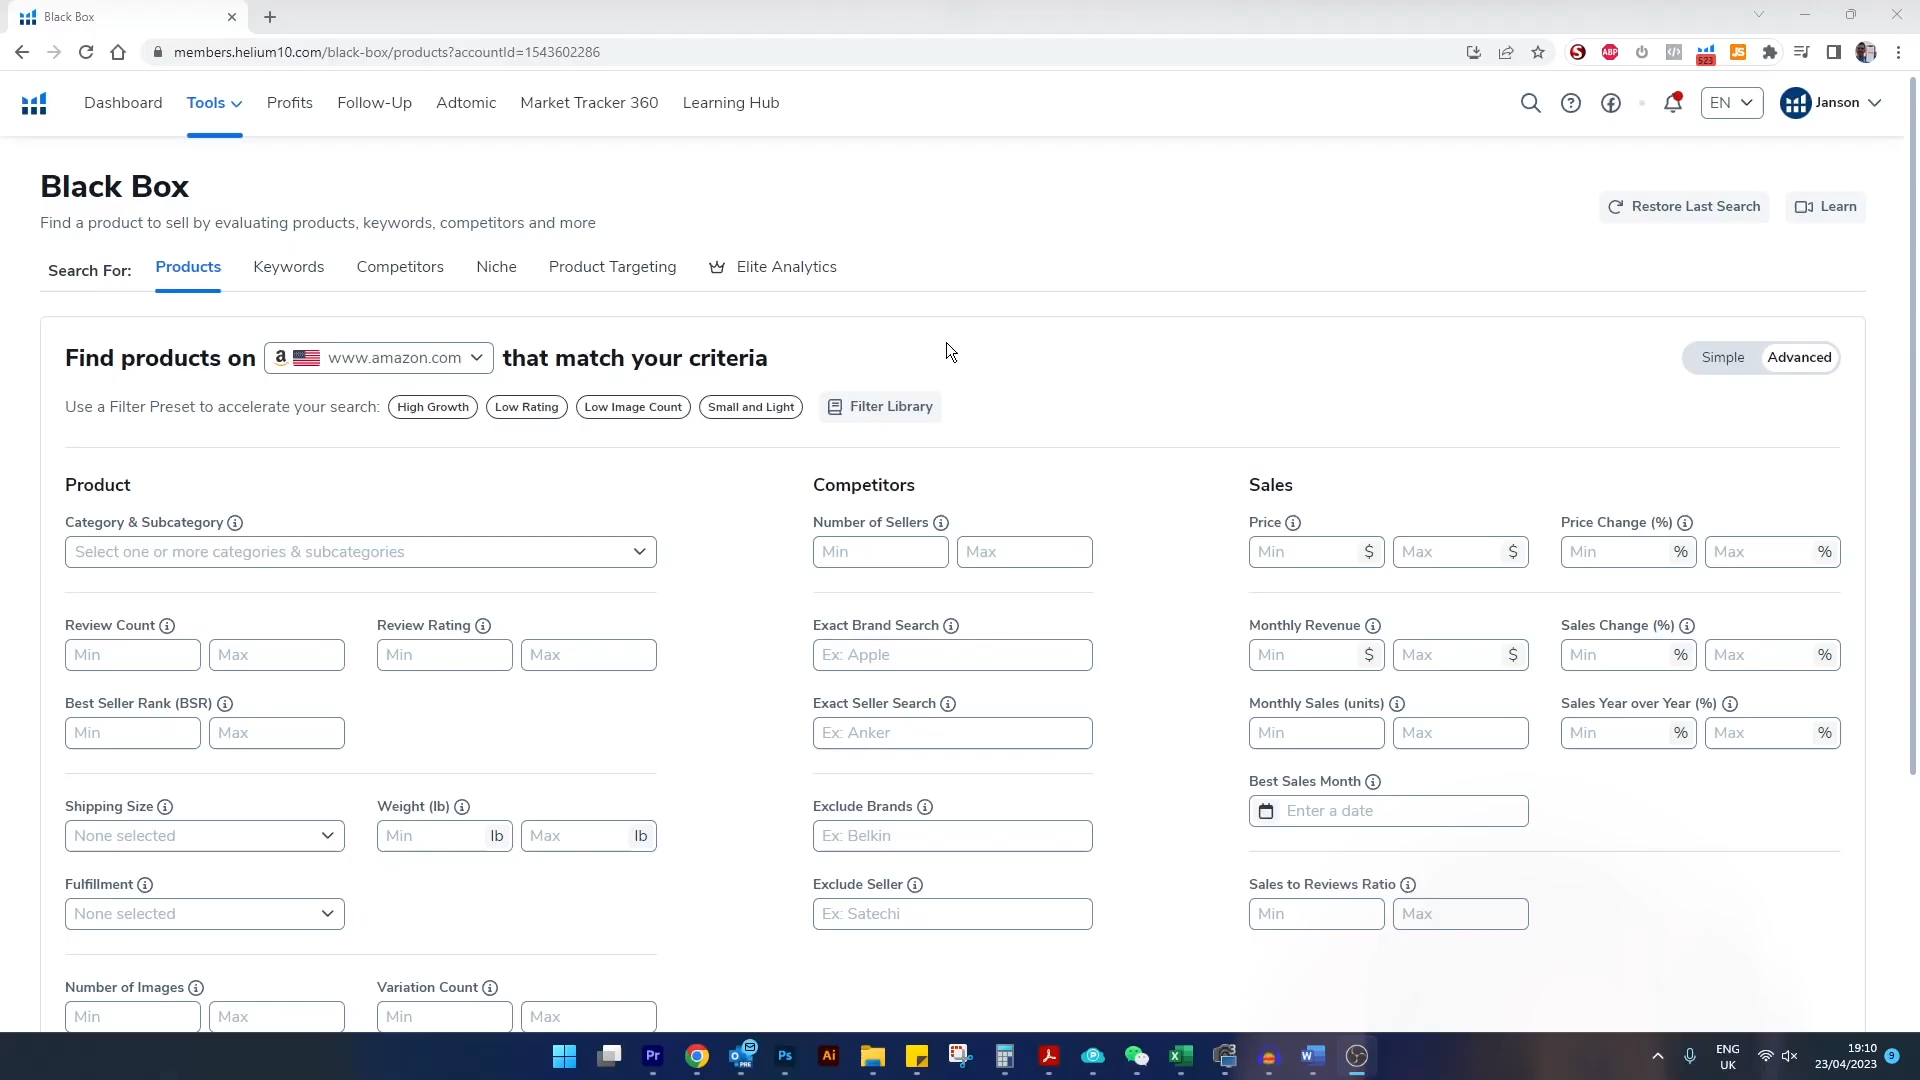 Black Box
members.helium10.com/black-box/products?accountId=1543602286
ABP
JS
523
Dashboard
Tools
Profits
Follow-Up
Adtomic
Market Tracker 360
Learning Hub
EN
Janson
Black Box
Find a product to sell by evaluating products, keywords, competitors and more
Restore Last Search
Learn
Search For:
Products
Keywords
Competitors
Niche
Product Targeting
Elite Analytics
Find products on www.amazon.com that match your criteria
Simple
Advanced
Use a Filter Preset to accelerate your search: High Growth Low Rating Low Image Count Small and Light Filter Library
Product
Category & Subcategory
Select one or more categories & subcategories
Review Count
Min
Max
Review Rating
Min
Max
Best Seller Rank (BSR)
Min
Max
Shipping Size
None selected
Weight (lb)
Min lb
Max lb
Fulfillment
None selected
Number of Images
Min
Max
Variation Count
Min
Max
Competitors
Number of Sellers
Min
Max
Exact Brand Search
Ex: Apple
Exact Seller Search
Ex: Anker
Exclude Brands
Ex: Belkin
Exclude Seller
Ex: Satechi
Sales
Price
Min $
Max $
Price Change (%)
Min %
Max %
Monthly Revenue
Min $
Max $
Sales Change (%)
Min %
Max %
Monthly Sales (units)
Min
Max
Sales Year over Year (%)
Min %
Max %
Best Sales Month
Enter a date
Sales to Reviews Ratio
Min
Max
Pr
PRE
Ps
Ai
ENG
UK
19:10
23/04/2023
9